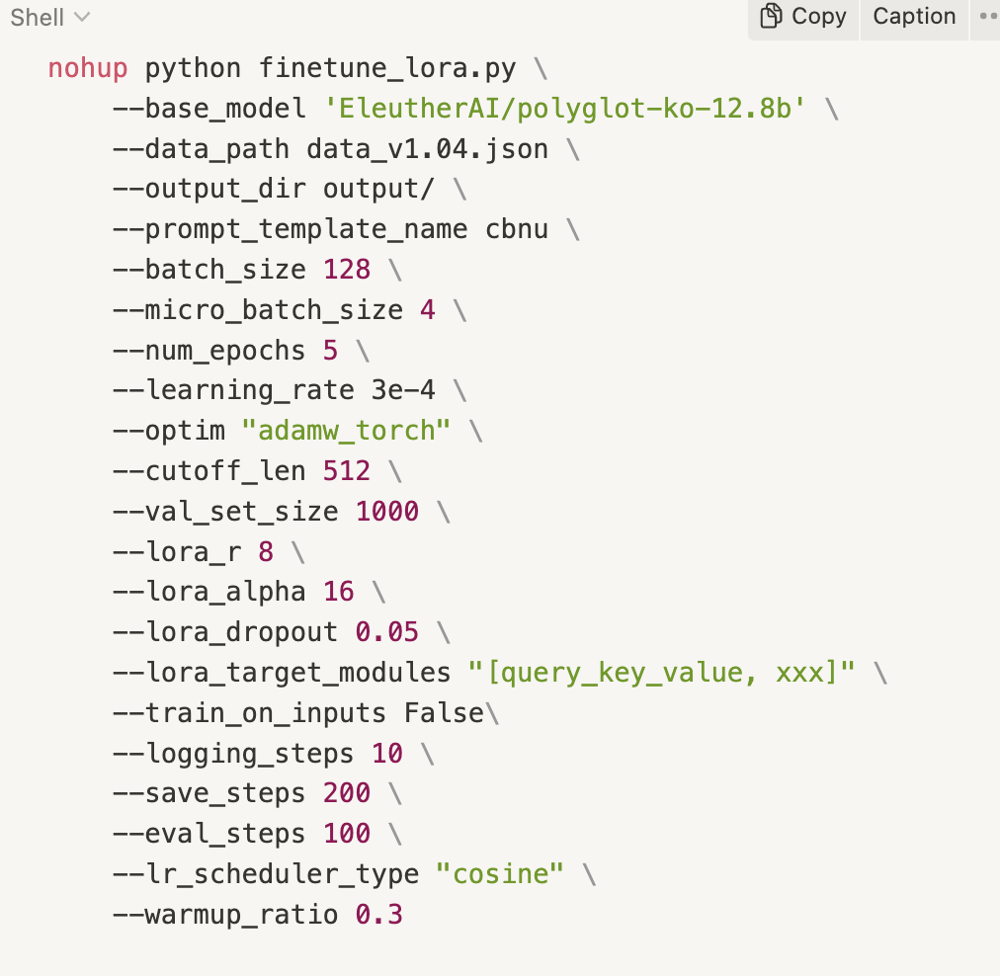 Shell
Copy Caption
nohup python finetune_lora.py \
--base_model 'EleutherAI/polyglot-ko-12.8b' \
--data_path data_v1.04.json \
--output_dir output/ \
--prompt_template_name cbnu \
--batch_size 128 \
--micro_batch_size 4 \
--num_epochs 5 \
--learning_rate 3e-4 \
--optim "adamw_torch" \
--cutoff_len 512 \
--val_set_size 1000 \
--lora_r 8 \
--lora_alpha 16 \
--lora_dropout 0.05 \
--lora_target_modules "[query_key_value, xxx]" \
--train_on_inputs False\
--logging_steps 10 \
--save_steps 200 \
--eval_steps 100 \
--lr_scheduler_type "cosine" \
--warmup_ratio 0.3